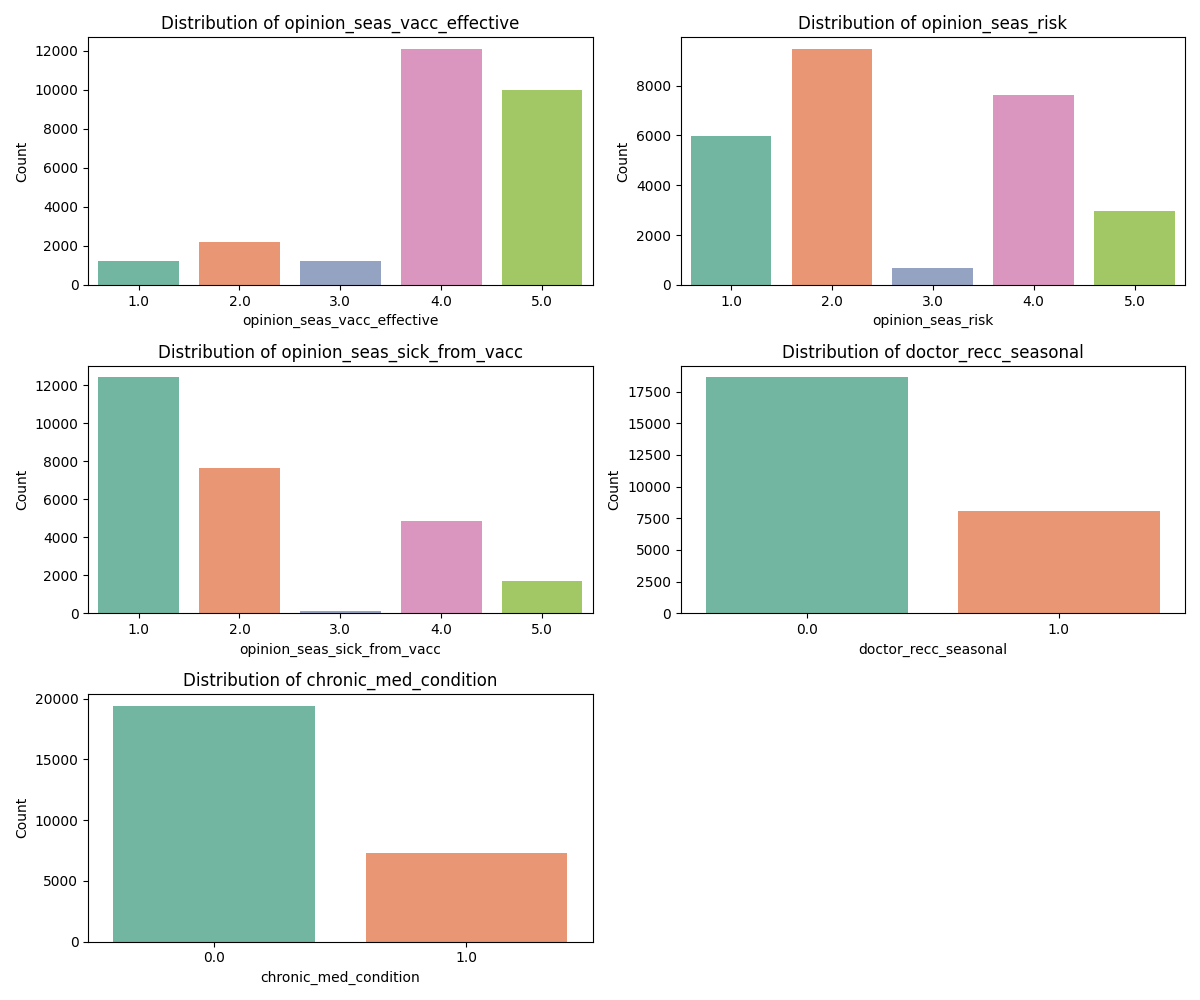 Distribution of opinion_seas_vacc_effective
Count
12000
10000
8000
6000
4000
2000
0
1.0 2.0 3.0 4.0 5.0
opinion_seas_vacc_effective
Distribution of opinion_seas_risk
Count
8000
6000
4000
2000
0
1.0 2.0 3.0 4.0 5.0
opinion_seas_risk
Distribution of opinion_seas_sick_from_vacc
Count
12000
10000
8000
6000
4000
2000
0
1.0 2.0 3.0 4.0 5.0
opinion_seas_sick_from_vacc
Distribution of doctor_recc_seasonal
Count
17500
15000
12500
10000
7500
5000
2500
0
0.0 1.0
doctor_recc_seasonal
Distribution of chronic_med_condition
Count
20000
15000
10000
5000
0
0.0 1.0
chronic_med_condition